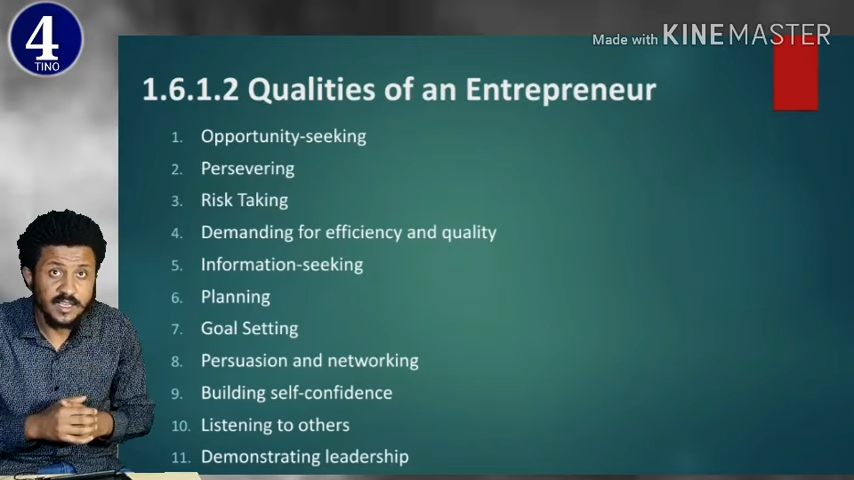 4
TINO
Made with KINEMASTER
1.6.1.2 Qualities of an Entrepreneur
1. Opportunity-seeking
2. Persevering
3. Risk Taking
4. Demanding for efficiency and quality
5. Information-seeking
6. Planning
7. Goal Setting
8. Persuasion and networking
9. Building self-confidence
10. Listening to others
11. Demonstrating leadership